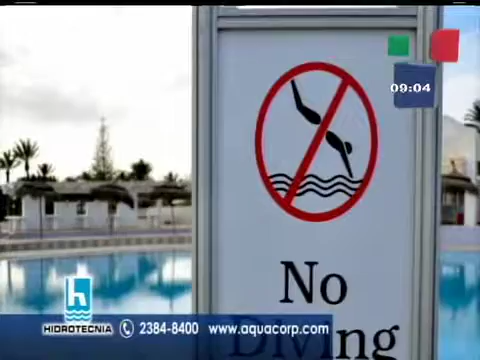 09:04
No
Diving
h
HIDROTECNIA
2384-8400 www.aquacorp.com